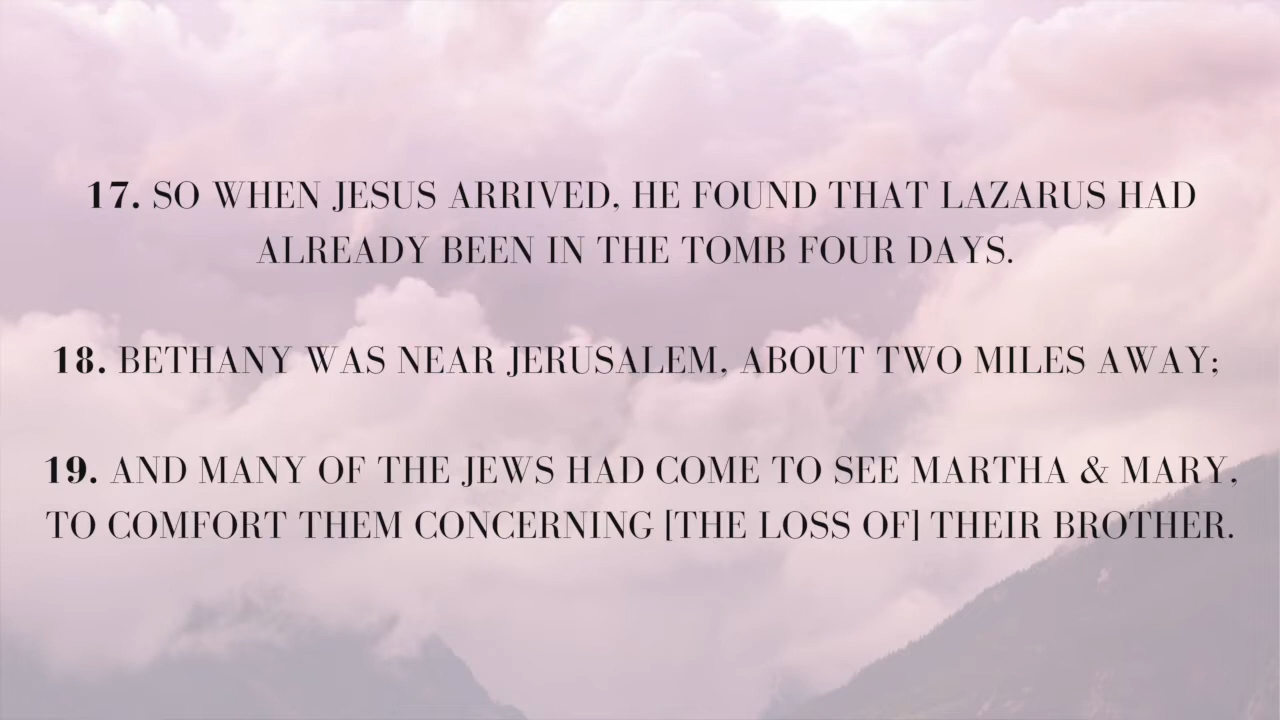 17. SO WHEN JESUS ARRIVED, HE FOUND THAT LAZARUS HAD
ALREADY BEEN IN THE TOMB FOUR DAYS.
18. BETHANY WAS NEAR JERUSALEM, ABOUT TWO MILES AWAY;
19. AND MANY OF THE JEWS HAD COME TO SEE MARTHA & MARY,
TO COMFORT THEM CONCERNING [THE LOSS OF] THEIR BROTHER.